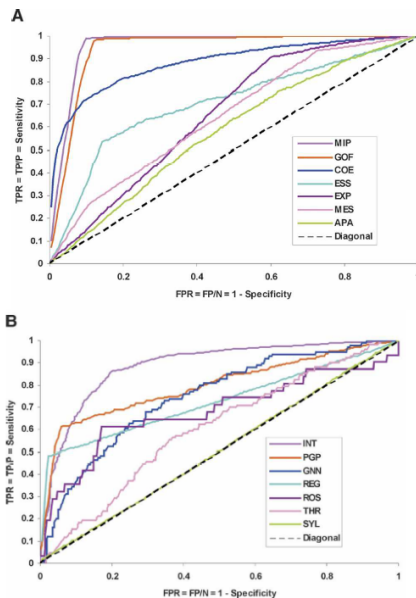 A
TPR = TP/P = Sensitivity
1
0.9
0.8
0.7
0.6
0.5
0.4
0.3
0.2
0.1
0
MIP
GOF
COE
ESS
EXP
MES
APA
Diagonal
0 0.2 0.4 0.6 0.8 1
FPR = FP/N = 1 - Specificity
B
TPR = TP/P = Sensitivity
1
0.9
0.8
0.7
0.6
0.5
0.4
0.3
0.2
0.1
0
INT
PGP
GNN
REG
ROS
THR
SYL
Diagonal
0 0.2 0.4 0.6 0.8 1
FPR = FP/N = 1 - Specificity